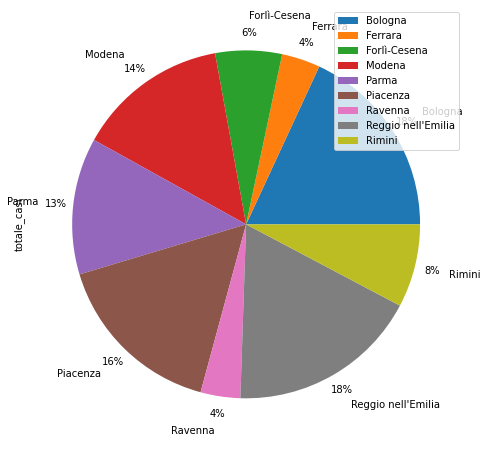 Forlì-Cesena
6%
Ferrara
4%
Modena
14%
Bologna
Ferrara
Forlì-Cesena
Modena
Parma
Piacenza
Ravenna
Reggio nell'Emilia
Rimini
Bologna
18%
Parma
13%
totale_casi
8%
Rimini
16%
Piacenza
18%
Reggio nell'Emilia
4%
Ravenna